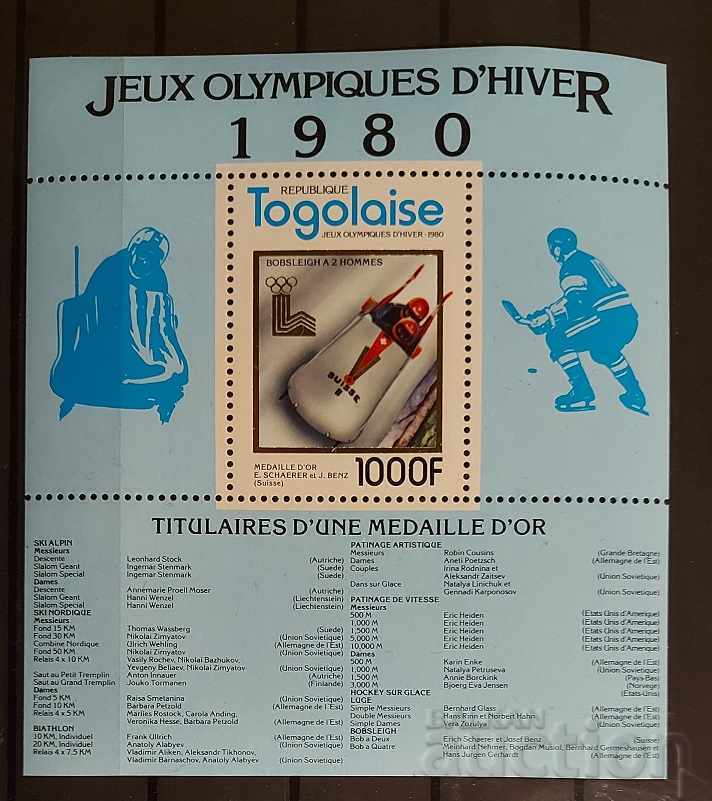 JEUX OLYMPIQUES D'HIVER
1980
REPUBLIQUE
Togolaise
JEUX OLYMPIQUES D'HIVER-1980
BOBSLEIGH A 2 HOMMES
SUISSE
MEDAILLE D'OR
E. SCHAERER et J. BENZ
(Suisse)
1000F
TITULAIRES D'UNE MEDAILLE D'OR
SKI ALPIN
Messieurs
Descente Leonhard Stock (Autriche)
Slalom Geant Ingemar Stenmark (Suede)
Slalom Special Ingemar Stenmark (Suede)
Dames
Descente Annemarie Proell Moser (Autriche)
Slalom Geant Hanni Wenzel (Liechtenstein)
Slalom Special Hanni Wenzel (Liechtenstein)
SKI NORDIQUE
Messieurs
Fond 15 KM Thomas Wassberg (Suede)
Fond 30 KM Nikolai Zimyatov (Union Sovietique)
Combine Nordique Ulrich Wehling (Allemagne de l'Est)
Fond 50 KM Nikolai Zimyatov (Union Sovietique)
Relais 4 x 10 KM Vasily Rochev, Nikolai Bazhukov,
Yevgeny Beliaev, Nikolai Zimyatov (Union Sovietique)
Saut au Petit Tremplin Anton Innauer (Autriche)
Saut au Grand Tremplin Jouko Tormanen (Finlande)
Dames
Fond 5 KM Raisa Smetanina (Union Sovietique)
Fond 10 KM Barbara Petzold (Allemagne de l'Est)
Relais 4 x 5 KM Marlies Rostock, Carola Anding,
Veronika Hesse, Barbara Petzold (Allemagne de l'Est)
BIATHLON
10 KM, Individuel Frank Ullrich (Allemagne de l'Est)
20 KM, Individuel Anatoly Alabyev (Union Sovietique)
Relais 4 x 7.5 KM Vladimir Aliken, Aleksandr Tikhonov,
Vladimir Barnaschov, Anatoly Alabyev (Union Sovietique)
PATINAGE ARTISTIQUE
Messieurs Robin Cousins (Grande-Bretagne)
Dames Aneti Poetzsch (Allemagne de l'Est)
Couples Irina Rodnina et
Aleksandr Zaitsev (Union Sovietique)
Dans sur Glace Natalya Linichuk et
Gennadi Karponosov (Union Sovietique)
PATINAGE DE VITESSE
Messieurs
500 M Eric Heiden (Etats Unis d'Amerique)
1,000 M Eric Heiden (Etats Unis d'Amerique)
1,500 M Eric Heiden (Etats Unis d'Amerique)
5,000 M Eric Heiden (Etats Unis d'Amerique)
10,000 M Eric Heiden (Etats Unis d'Amerique)
Dames
500 M Karin Enke (Allemagne de l'Est)
1,000 M Natalya Petruseva (Union Sovietique)
1,500 M Annie Borckink (Pays-Bas)
3,000 M Bjoerg Eva Jensen (Norvege)
HOCKEY SUR GLACE (Etats-Unis)
LUGE
Simple Messieurs Bernhard Glass (Allemagne de l'Est)
Double Messieurs Hans Rinn et Norbert Hahn (Allemagne de l'Est)
Simple Dames Vera Zozulya (Union Sovietique)
BOBSLEIGH
Bob a Deux Erich Schaerer et Josef Benz (Suisse)
Bob a Quatre Meinhard Nehmer, Bogdan Musiol, Bernhard Germeshausen et
Hans Jurgen Gerhardt (Allemagne de l'Est)
auction